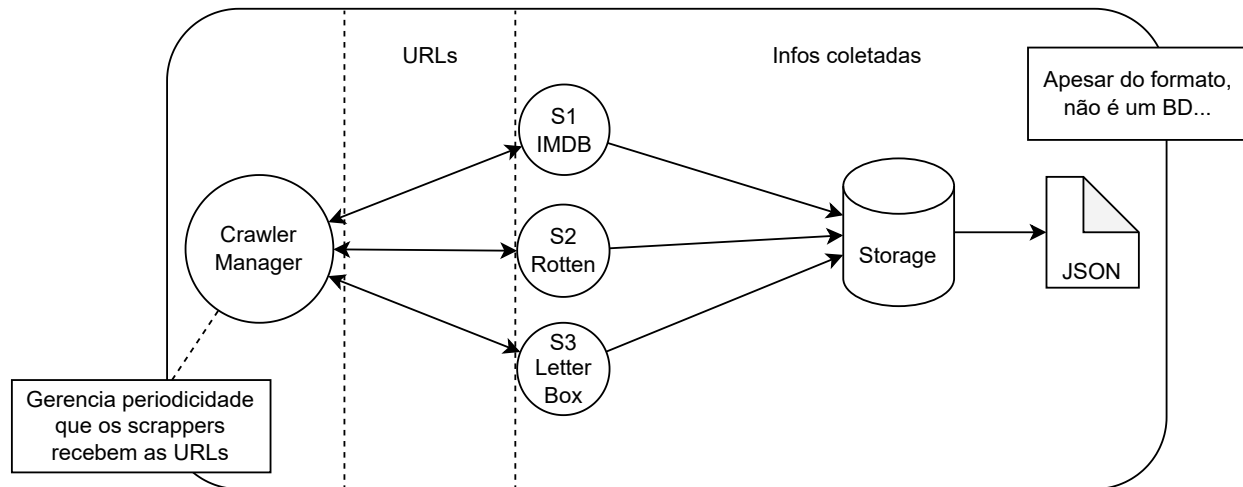 URLs
Infos coletadas
Apesar do formato,
não é um BD...
S1
IMDB
Crawler
Manager
S2
Rotten
Storage
JSON
S3
Letter
Box
Gerencia periodicidade
que os scrappers
recebem as URLs